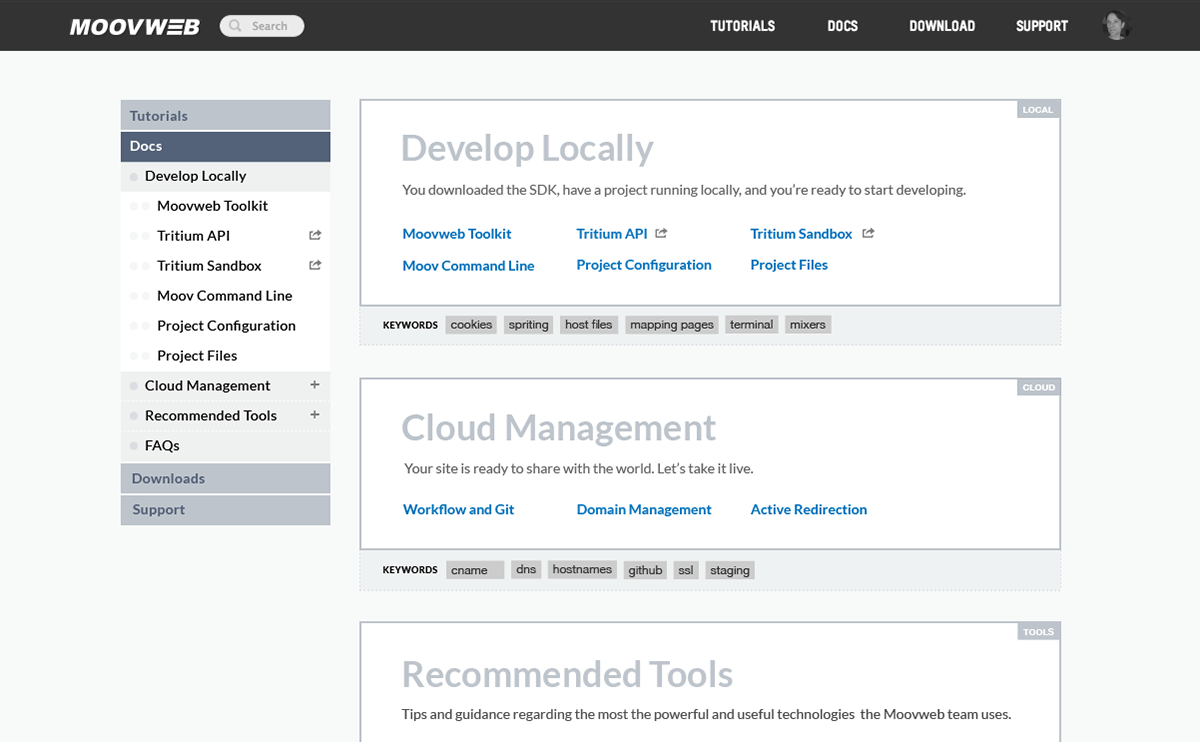 MOOVWEB Search TUTORIALS DOCS DOWNLOAD SUPPORT
Tutorials
Docs
Develop Locally
Moovweb Toolkit
Tritium API
Tritium Sandbox
Moov Command Line
Project Configuration
Project Files
Cloud Management +
Recommended Tools +
FAQs
Downloads
Support
LOCAL
Develop Locally
You downloaded the SDK, have a project running locally, and you’re ready to start developing.
Moovweb Toolkit Tritium API Tritium Sandbox
Moov Command Line Project Configuration Project Files
KEYWORDS cookies spriting host files mapping pages terminal mixers
CLOUD
Cloud Management
Your site is ready to share with the world. Let’s take it live.
Workflow and Git Domain Management Active Redirection
KEYWORDS cname dns hostnames github ssl staging
TOOLS
Recommended Tools
Tips and guidance regarding the most the powerful and useful technologies the Moovweb team uses.